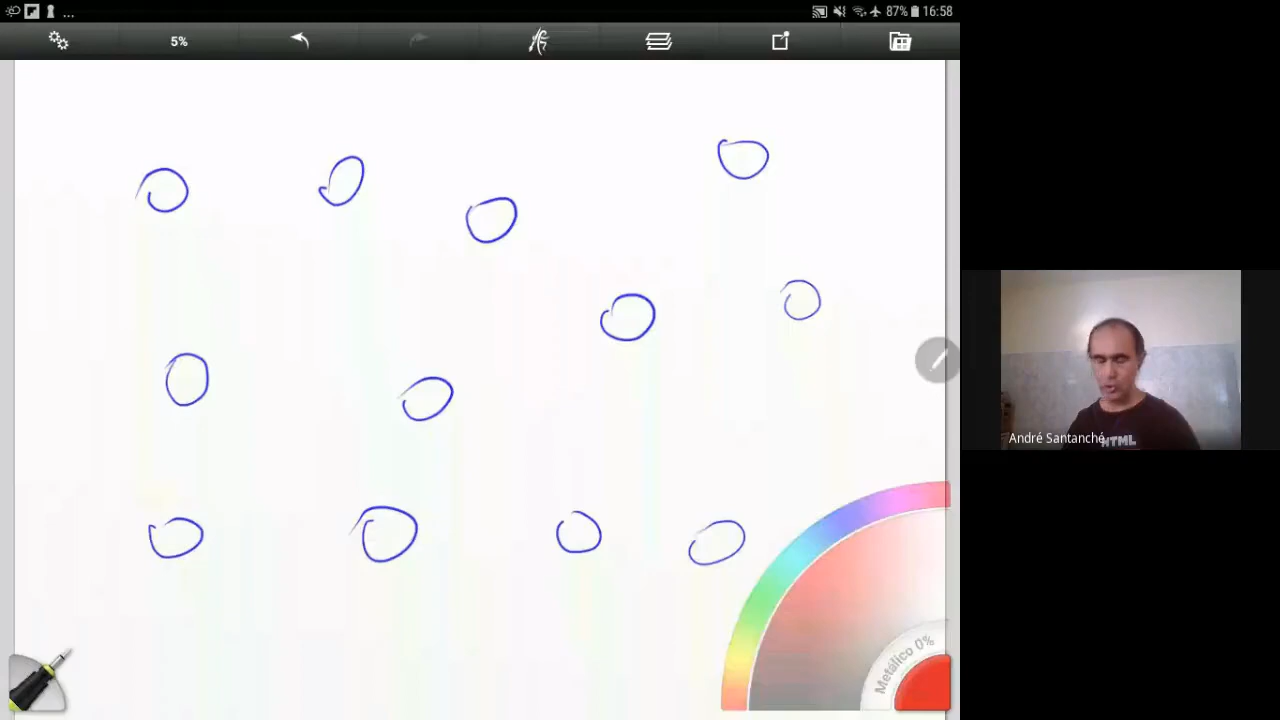 ... 87% 16:58
5%
André Santanché
HTML
Metálico 0%